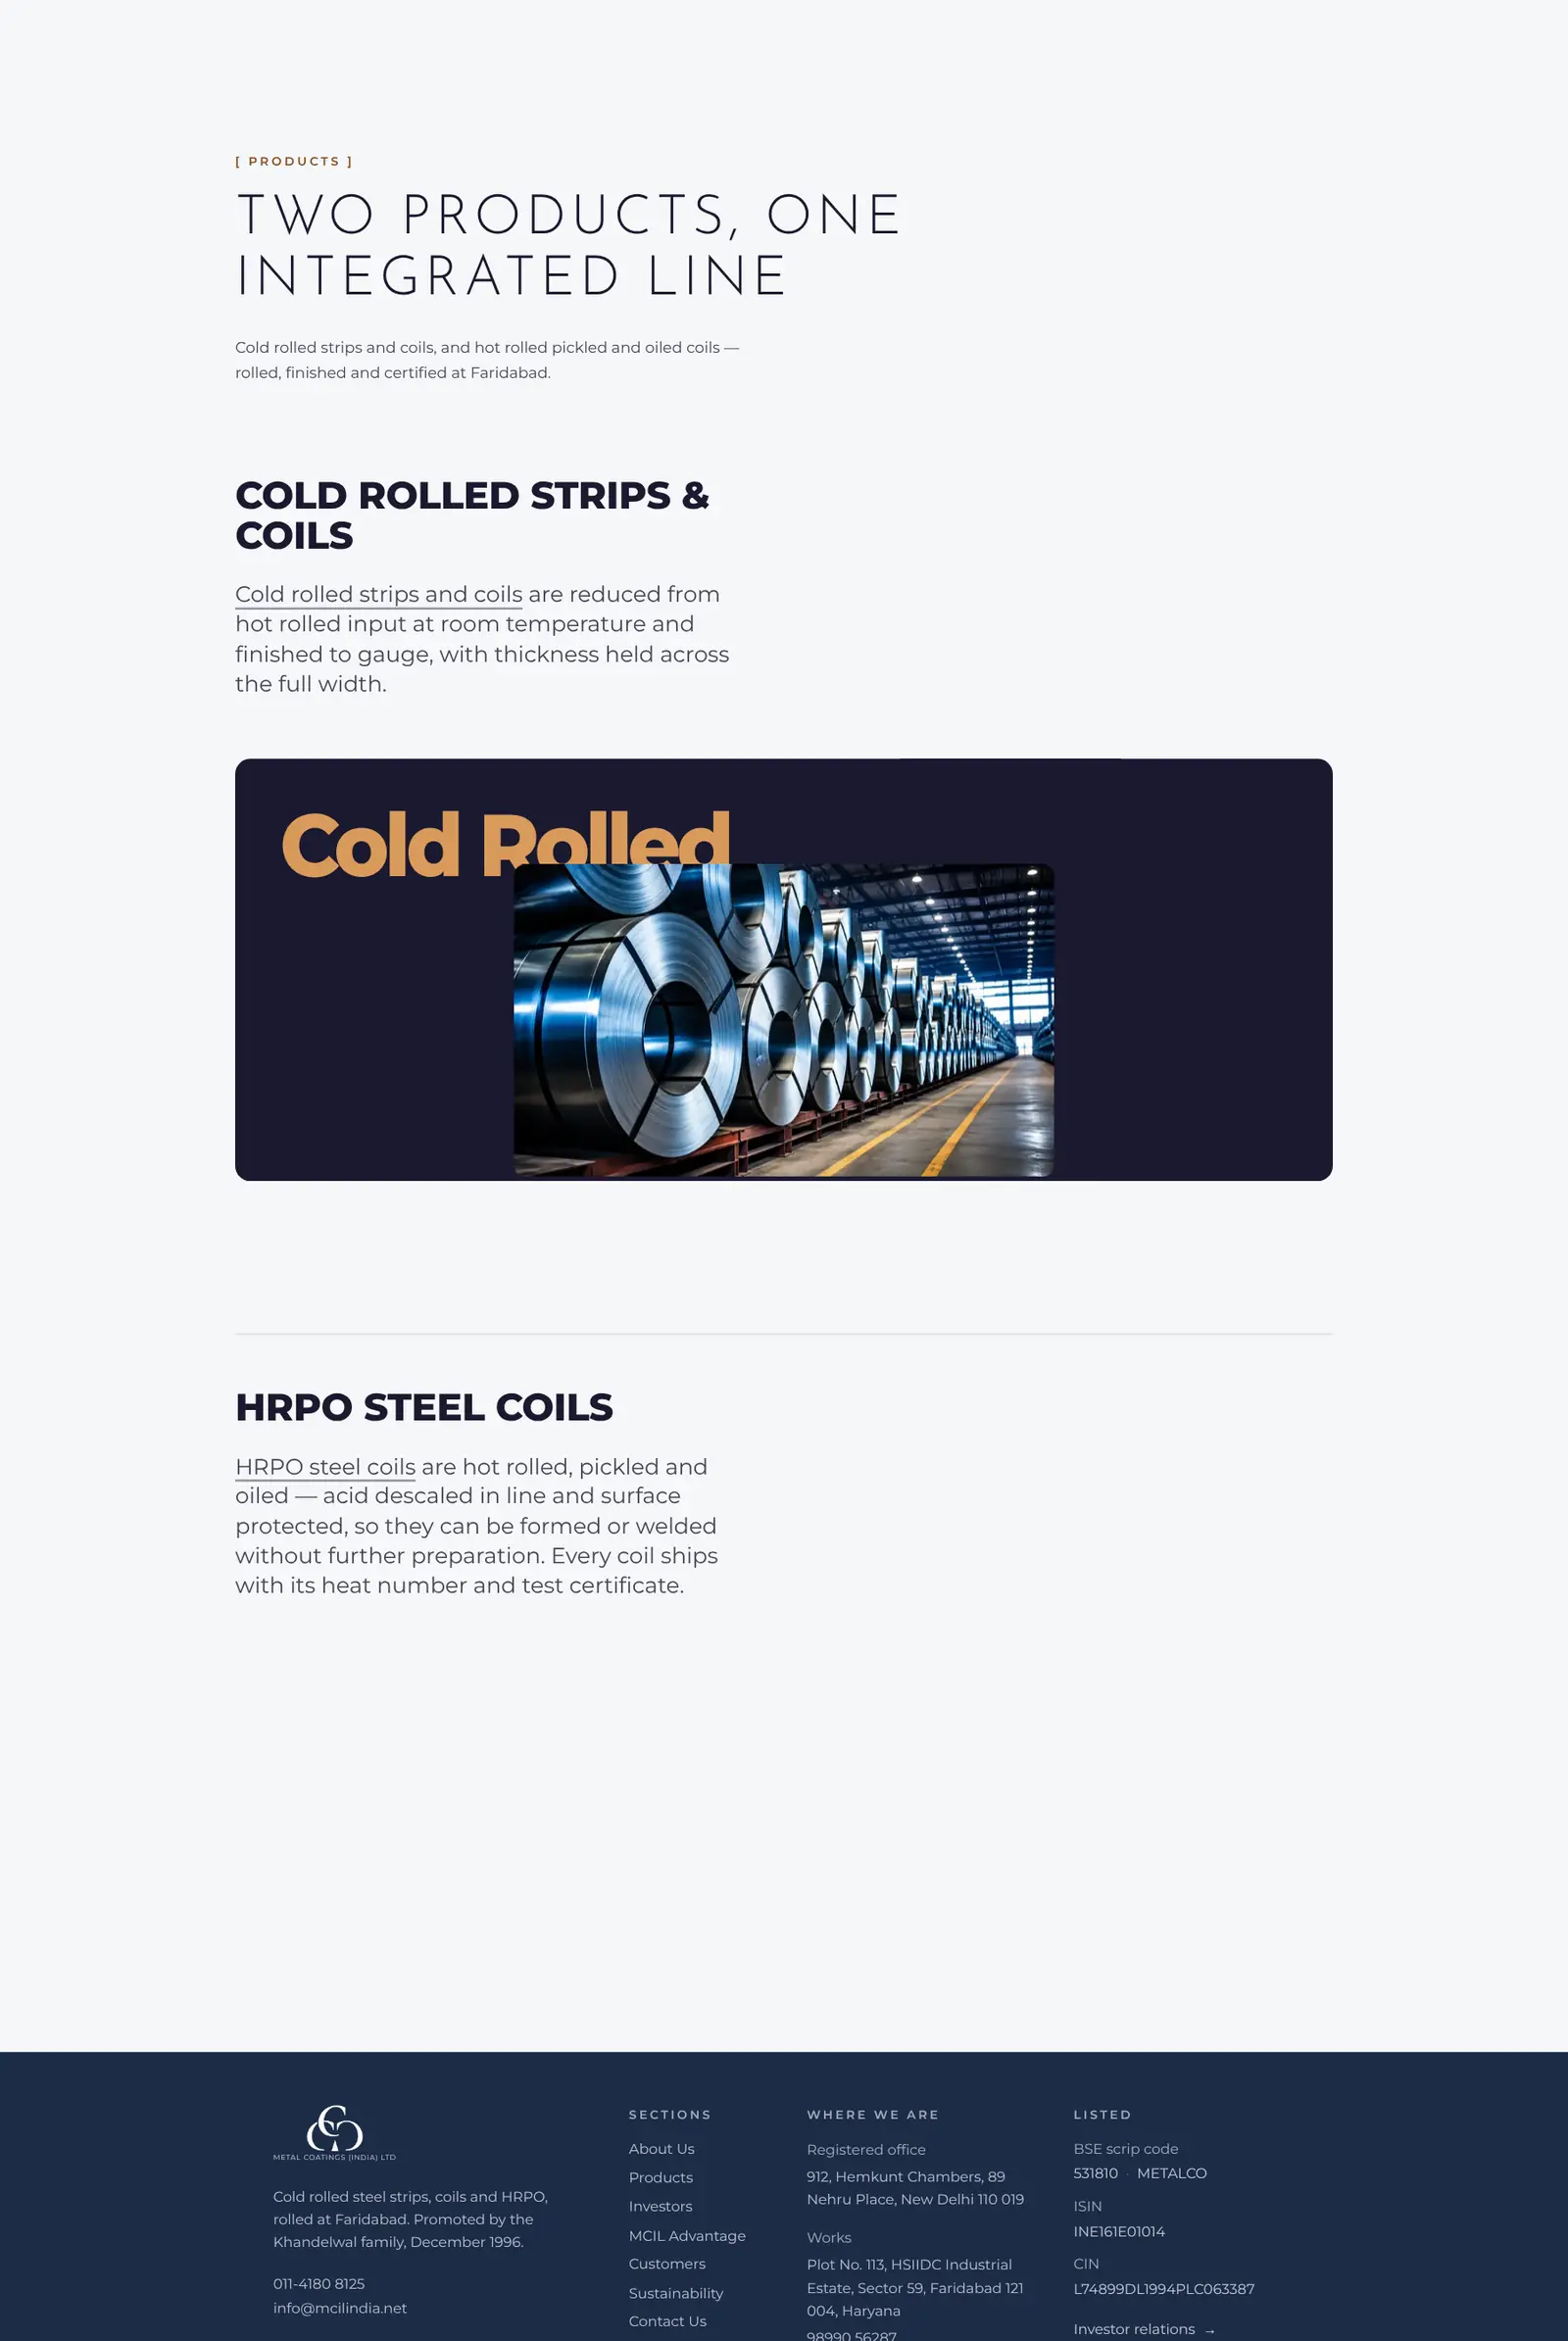 [ PRODUCTS ]
TWO PRODUCTS, ONE
INTEGRATED LINE
Cold rolled strips and coils, and hot rolled pickled and oiled coils —
rolled, finished and certified at Faridabad.
COLD ROLLED STRIPS &
COILS
Cold rolled strips and coils are reduced from
hot rolled input at room temperature and
finished to gauge, with thickness held across
the full width.
Cold Rolled
HRPO STEEL COILS
HRPO steel coils are hot rolled, pickled and
oiled — acid descaled in line and surface
protected, so they can be formed or welded
without further preparation. Every coil ships
with its heat number and test certificate.
METAL COATINGS (INDIA) LTD
Cold rolled steel strips, coils and HRPO,
rolled at Faridabad. Promoted by the
Khandelwal family, December 1996.
011-4180 8125
info@mcilindia.net
SECTIONS
About Us
Products
Investors
MCIL Advantage
Customers
Sustainability
Contact Us
WHERE WE ARE
Registered office
912, Hemkunt Chambers, 89
Nehru Place, New Delhi 110 019
Works
Plot No. 113, HSIIDC Industrial
Estate, Sector 59, Faridabad 121
004, Haryana
98990 56287
LISTED
BSE scrip code
531810 · METALCO
ISIN
INE161E01014
CIN
L74899DL1994PLC063387
Investor relations →